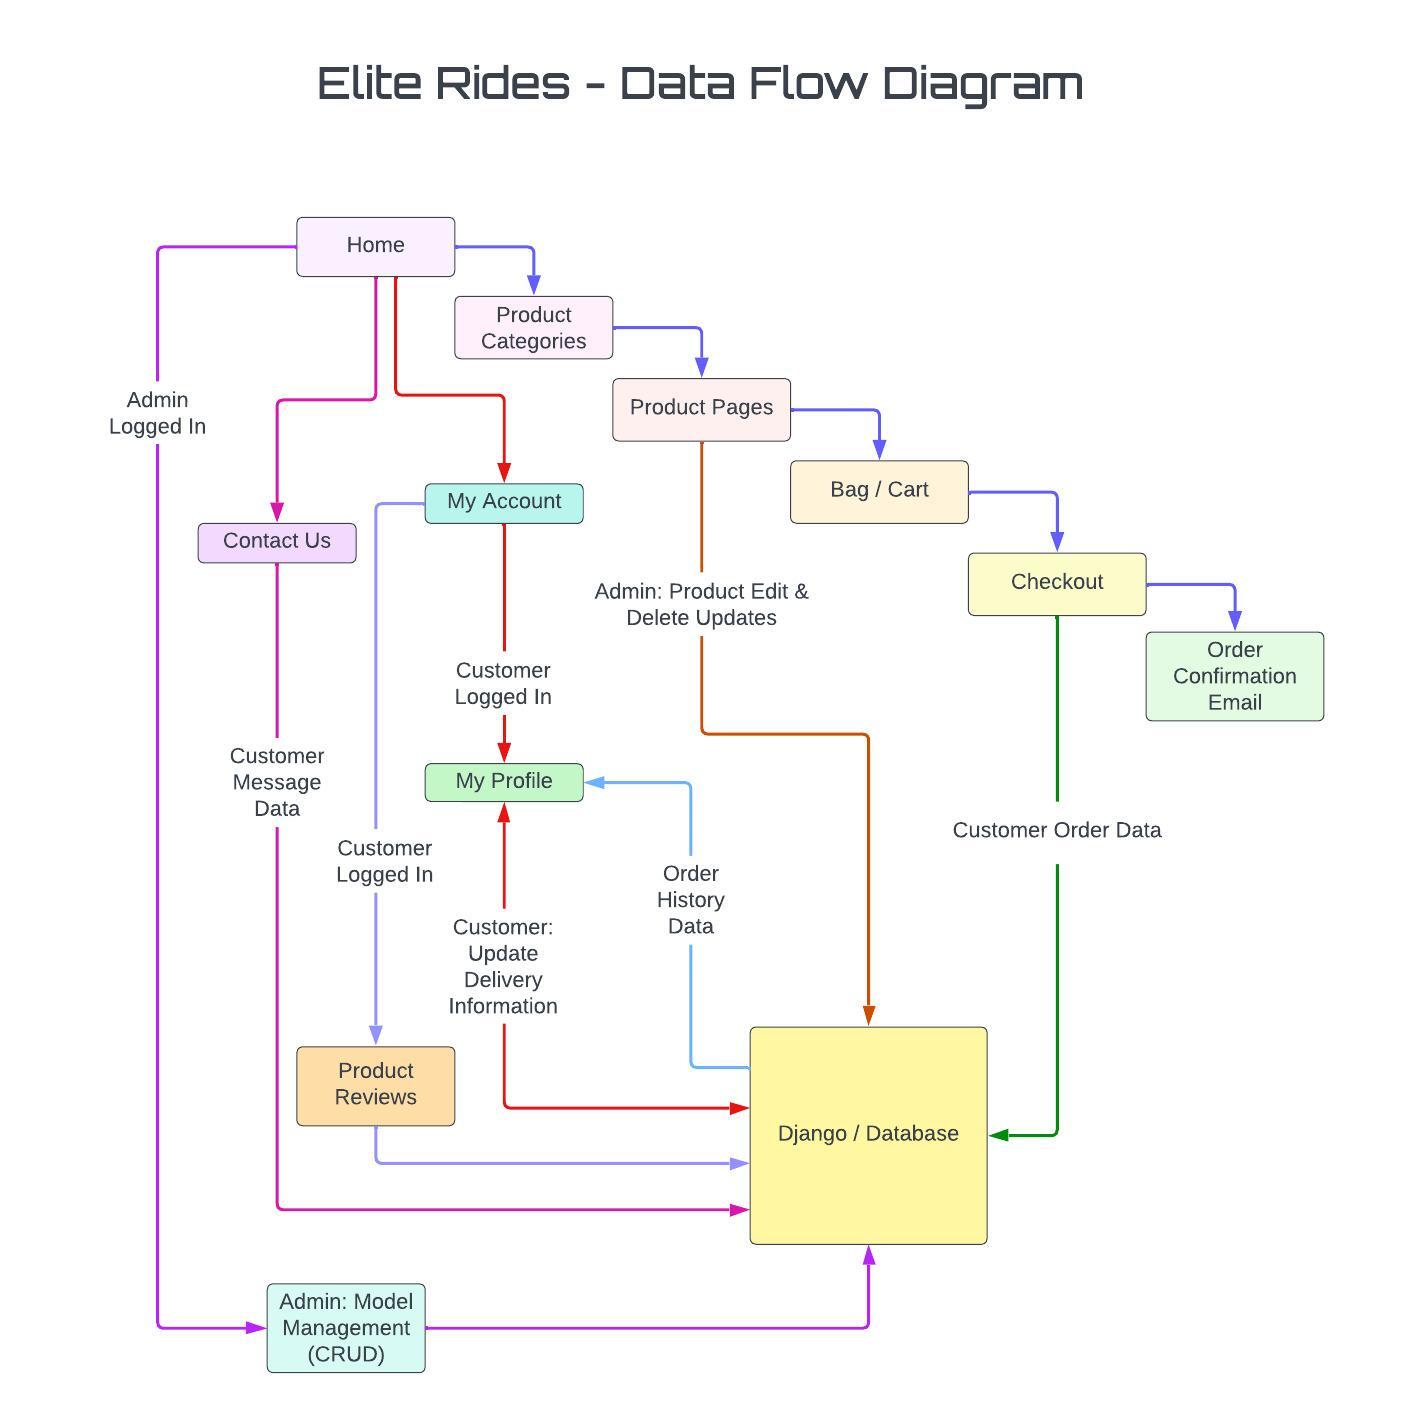 Elite Rides - Data Flow Diagram
Home
Product
Categories
Admin
Logged In
Product Pages
My Account
Bag / Cart
Contact Us
Admin: Product Edit &
Delete Updates
Checkout
Customer
Logged In
Order
Confirmation
Email
Customer
Message
Data
My Profile
Customer
Logged In
Order
History
Data
Customer Order Data
Customer:
Update
Delivery
Information
Product
Reviews
Django / Database
Admin: Model
Management
(CRUD)